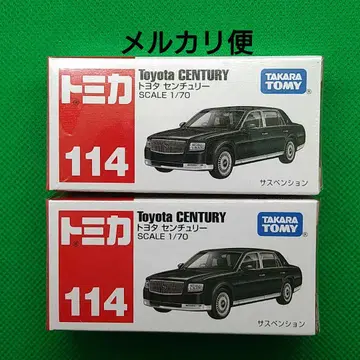 メルカリ便
トミカ
114
Toyota CENTURY
トヨタ センチュリー
SCALE 1/70
TAKARA
TOMY
サスペンション
トミカ
114
Toyota CENTURY
トヨタ センチュリー
SCALE 1/70
TAKARA
TOMY
サスペンション